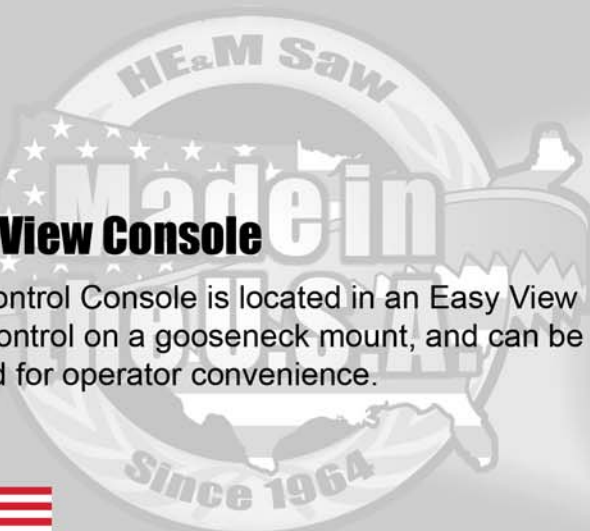 HE&M Saw
Made in
the U.S.A.
View Console
ontrol Console is located in an Easy View
ontrol on a gooseneck mount, and can be
d for operator convenience.
Since 1964